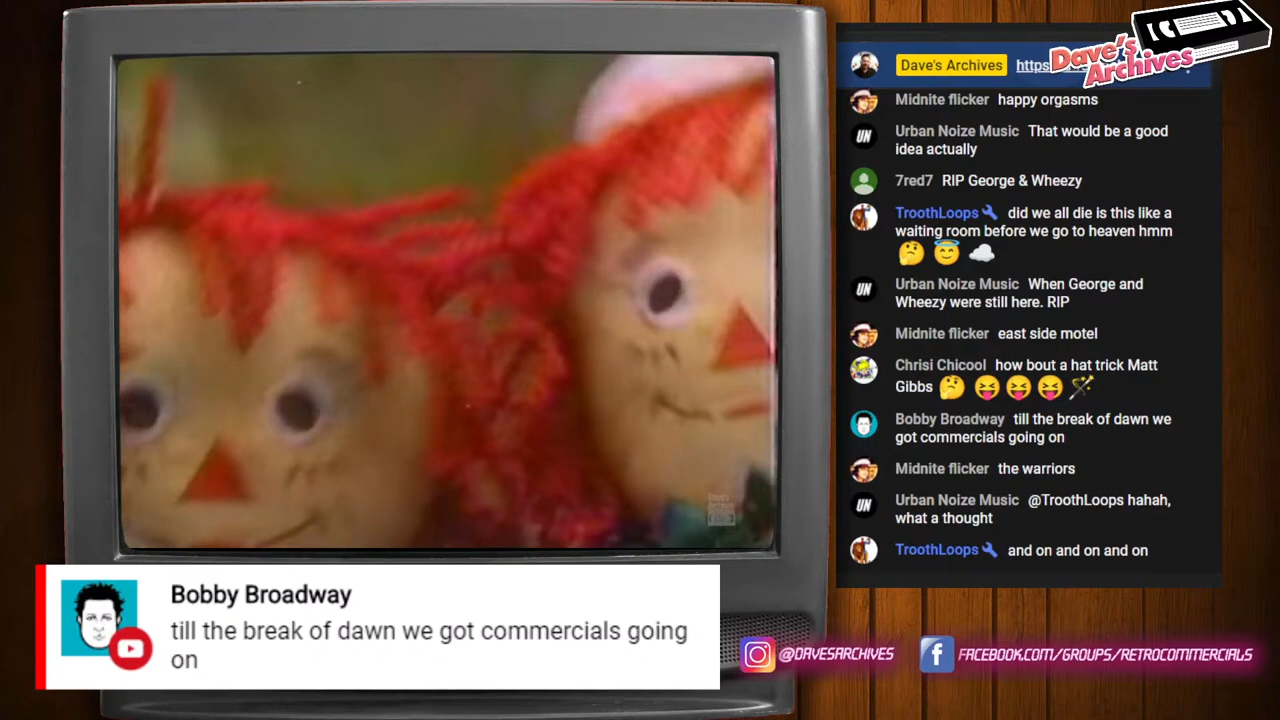 Dave's Archives https
Dave's
Archives
Midnite flicker happy orgasms
Urban Noize Music That would be a good
idea actually
7red7 RIP George & Wheezy
TroothLoops did we all die is this like a
waiting room before we go to heaven hmm
Urban Noize Music When George and
Wheezy were still here. RIP
Midnite flicker east side motel
Chrisi Chicool how bout a hat trick Matt
Gibbs
Bobby Broadway till the break of dawn we
got commercials going on
Midnite flicker the warriors
Urban Noize Music @TroothLoops hahah,
what a thought
TroothLoops and on and on and on
UN
UN
UN
Bobby Broadway
till the break of dawn we got commercials going
on
@DAVESARCHIVES
FACEBOOK.COM/GROUPS/RETROCOMMERCIALS